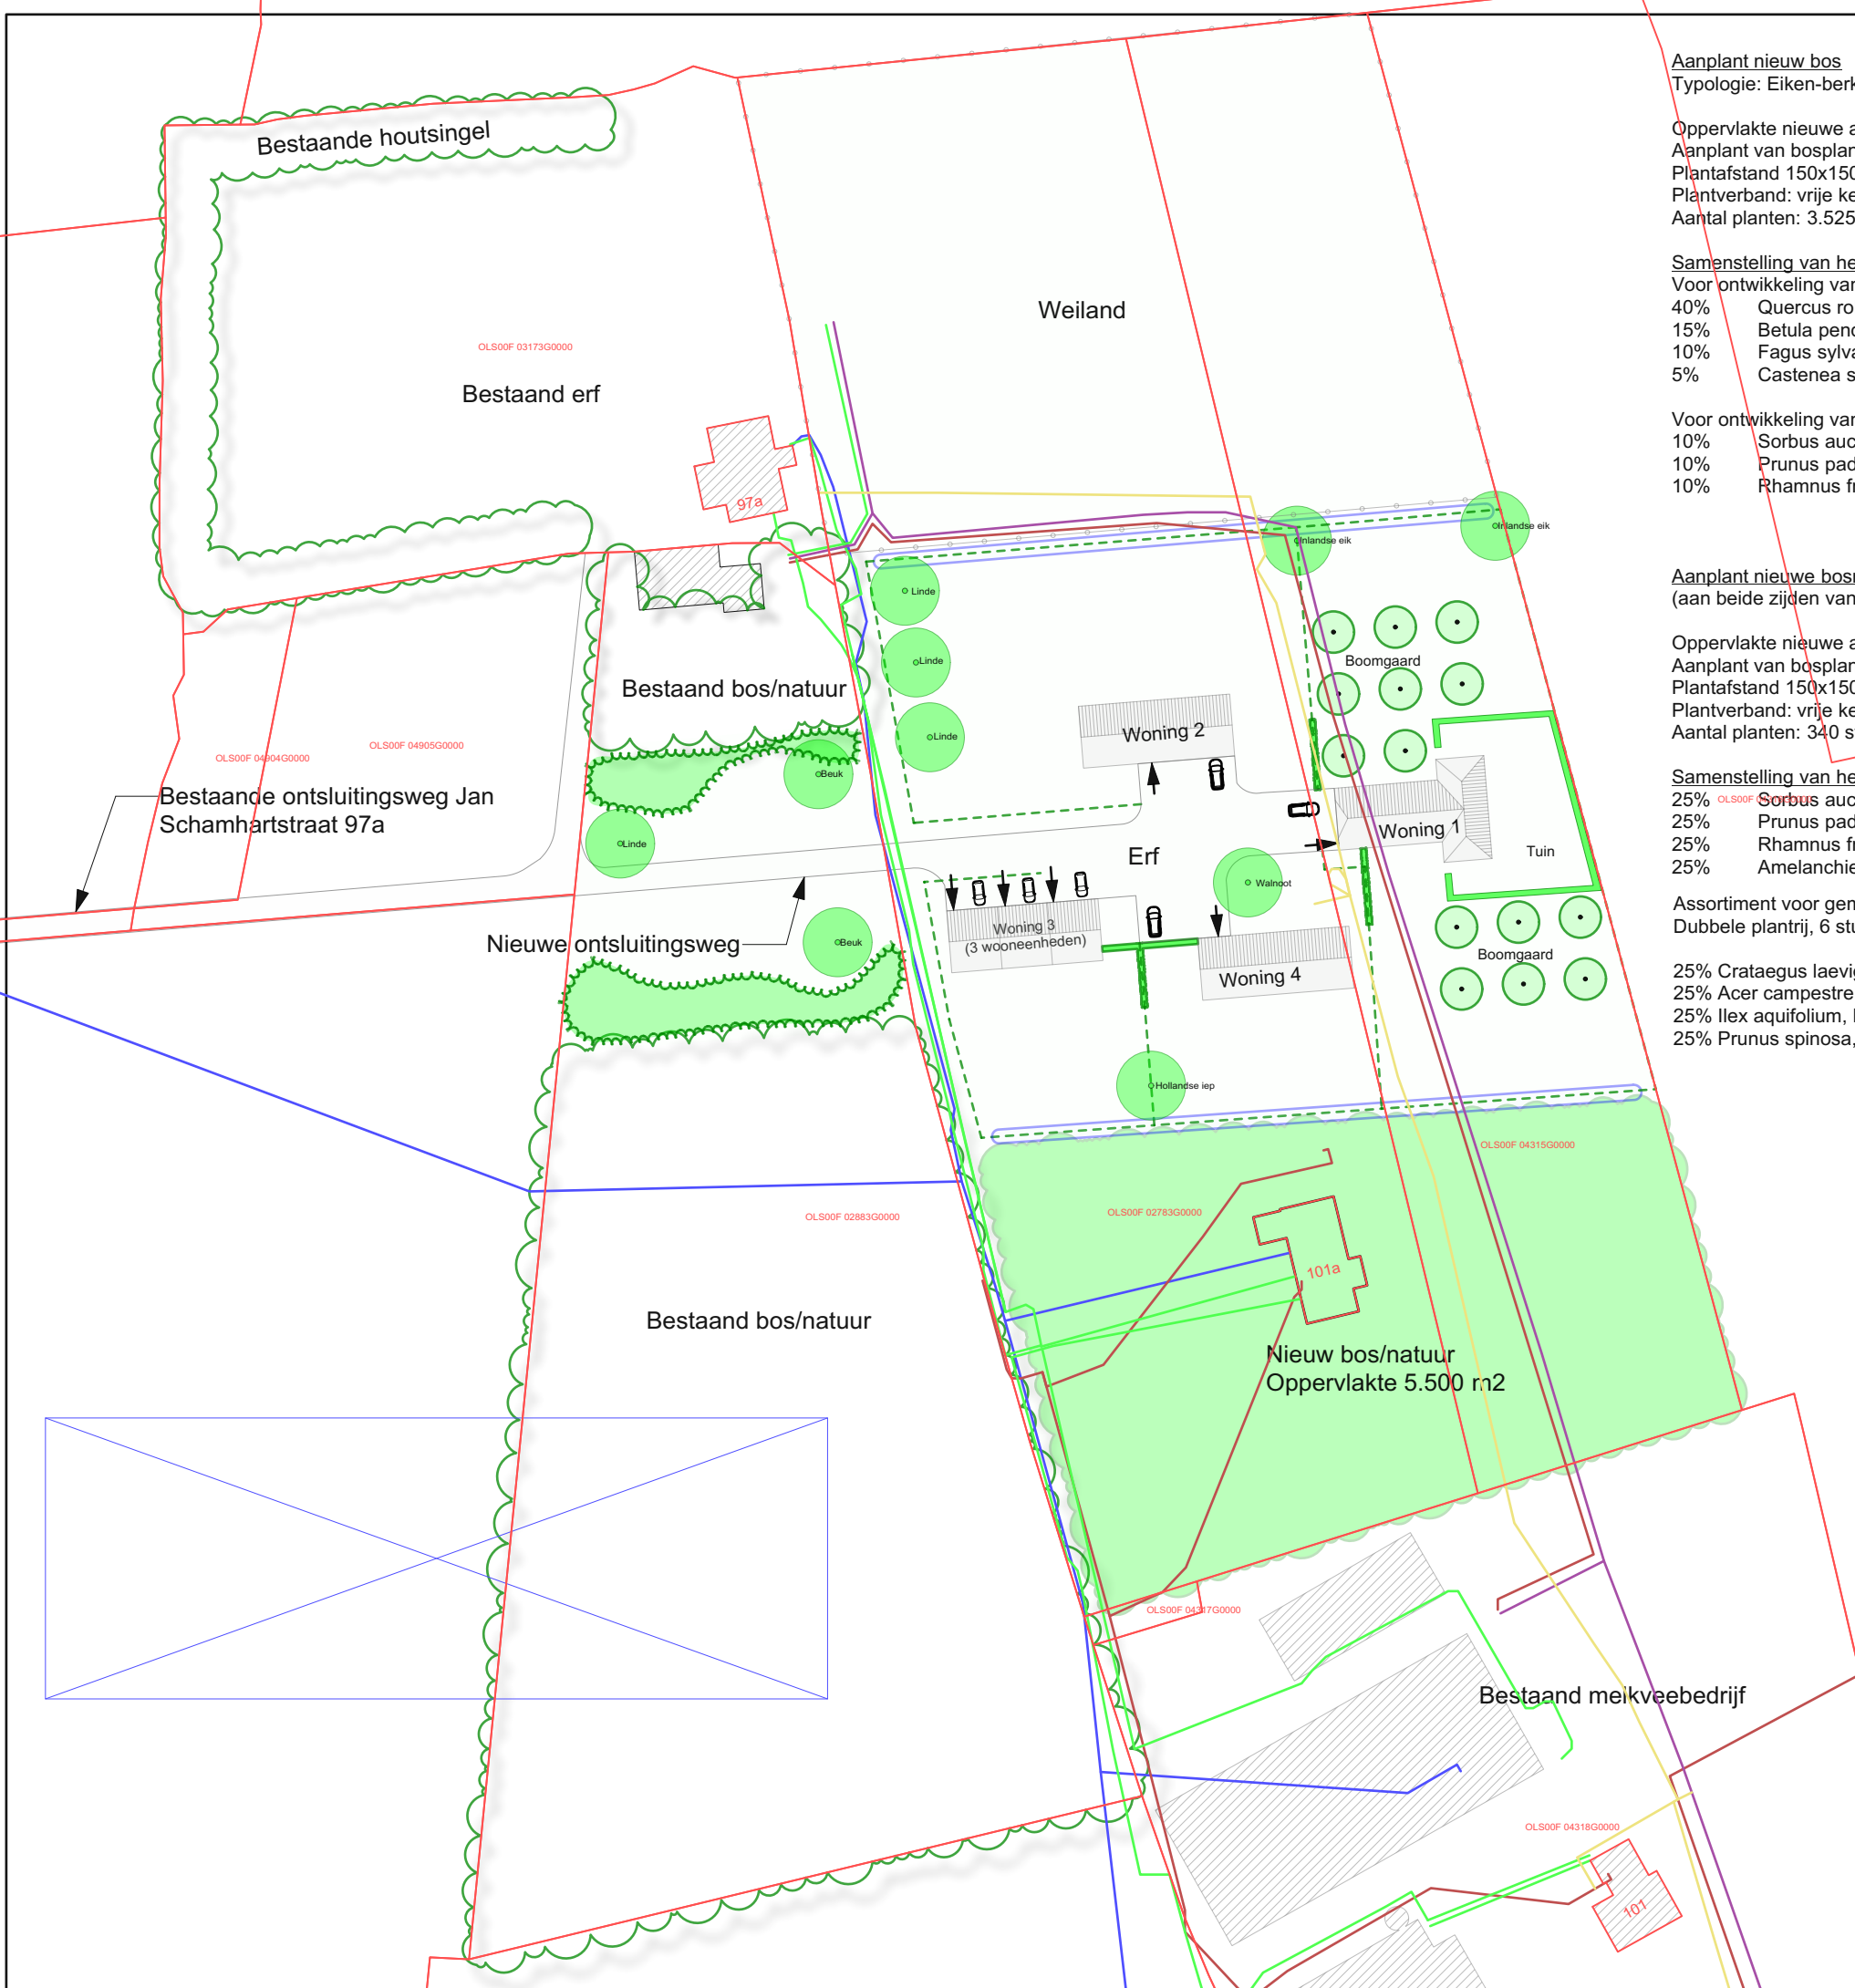 Bestaande houtsingel
OLS00F 03173G0000
Bestaand erf
97a
Weiland
Inlandse eik
Inlandse eik
Linde
Linde
Linde
Boomgaard
Bestaand bos/natuur
Woning 2
OLS00F 04904G0000
OLS00F 04905G0000
Beuk
Bestaande ontsluitingsweg Jan
Schamhartstraat 97a
Linde
Woning 1
Tuin
Erf
Walnoot
Woning 3
(3 wooneenheden)
Nieuwe ontsluitingsweg
Beuk
Woning 4
Boomgaard
Hollandse iep
OLS00F 04315G0000
OLS00F 02883G0000
OLS00F 02783G0000
101a
Bestaand bos/natuur
Nieuw bos/natuur
Oppervlakte 5.500 m2
OLS00F 04317G0000
Bestaand melkveebedrijf
OLS00F 04318G0000
101
Aanplant nieuw bos
Typologie: Eiken-berk
Oppervlakte nieuwe a
Aanplant van bosplan
Plantafstand 150x150
Plantverband: vrije ke
Aantal planten: 3.525
Samenstelling van he
Voor ontwikkeling var
40% Quercus ro
15% Betula pend
10% Fagus sylva
5% Castenea s
Voor ontwikkeling var
10% Sorbus auc
10% Prunus pad
10% Rhamnus fr
Aanplant nieuwe bosr
(aan beide zijden van
Oppervlakte nieuwe a
Aanplant van bosplan
Plantafstand 150x150
Plantverband: vrije ke
Aantal planten: 340 st
Samenstelling van he
25% Sorbus auc
25% Prunus pad
25% Rhamnus fr
25% Amelanchie
Assortiment voor gem
Dubbele plantrij, 6 stu
25% Crataegus laevig
25% Acer campestre
25% Ilex aquifolium,
25% Prunus spinosa,